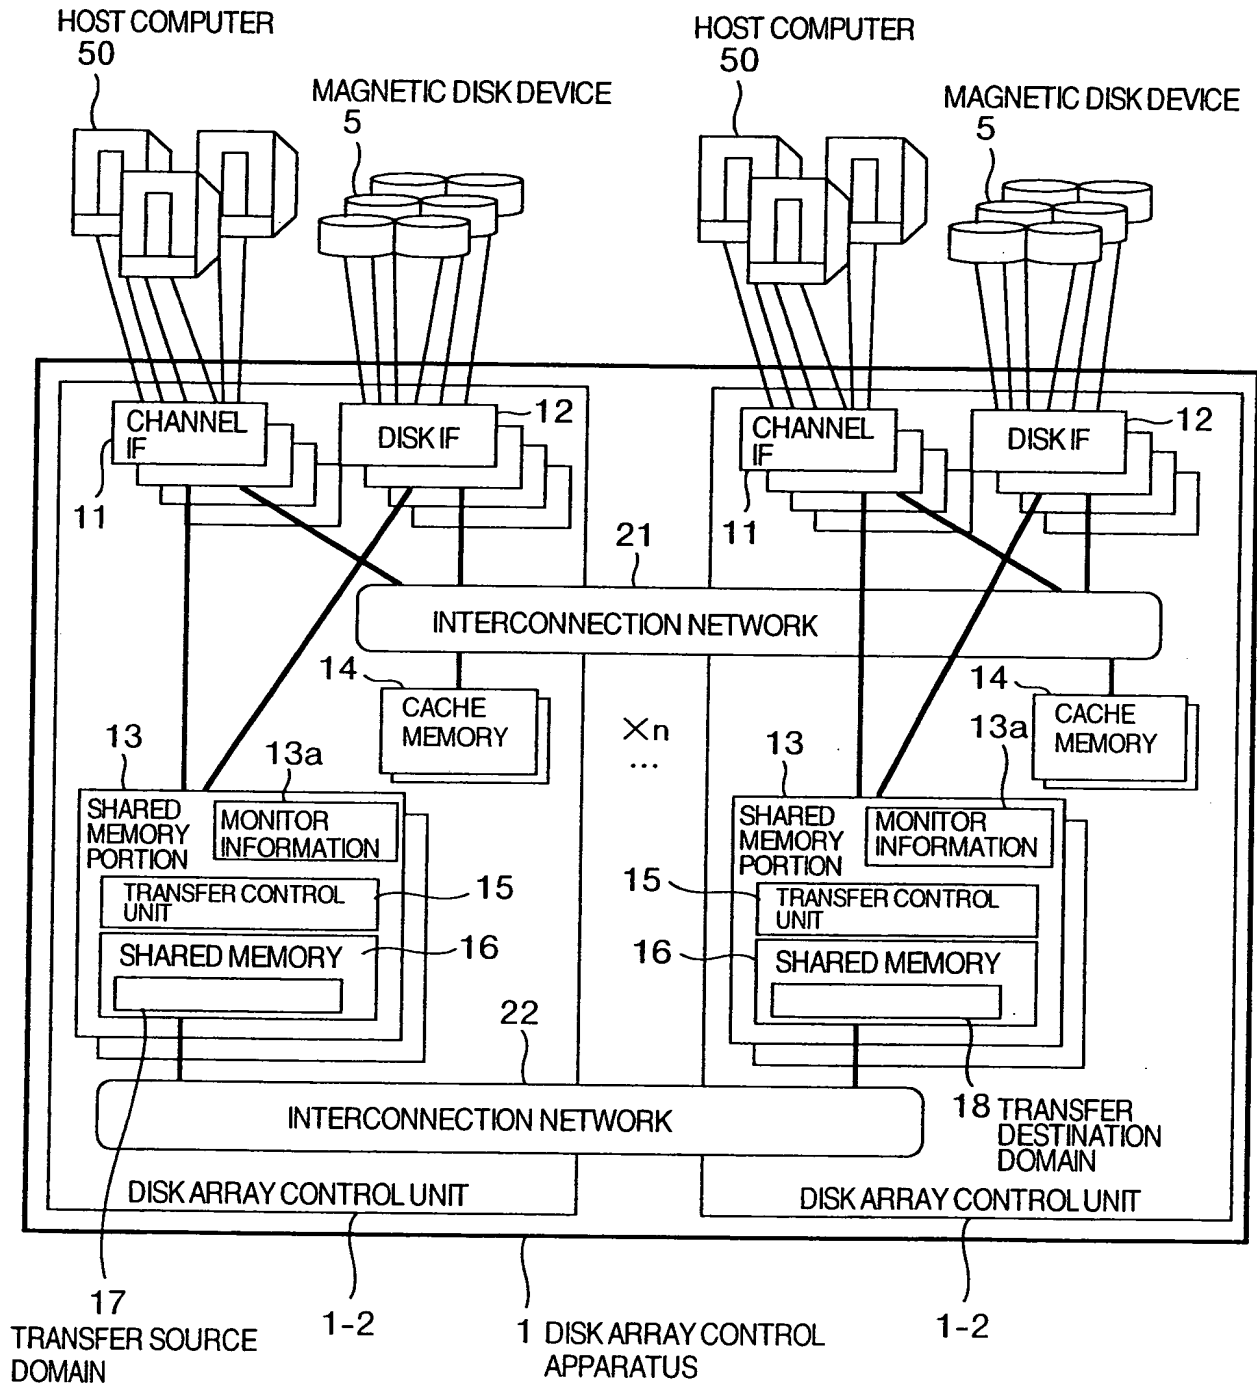 HOST COMPUTER
50
MAGNETIC DISK DEVICE
5
HOST COMPUTER
50
MAGNETIC DISK DEVICE
5
CHANNEL
IF
11
DISK IF
12
CHANNEL
IF
11
DISK IF
12
21
INTERCONNECTION NETWORK
14
CACHE
MEMORY
×n
...
14
CACHE
MEMORY
13
13a
SHARED
MEMORY
PORTION
MONITOR
INFORMATION
TRANSFER CONTROL
UNIT
15
SHARED MEMORY
16
13
13a
SHARED
MEMORY
PORTION
MONITOR
INFORMATION
15
TRANSFER CONTROL
UNIT
16
SHARED MEMORY
22
INTERCONNECTION NETWORK
18 TRANSFER
DESTINATION
DOMAIN
DISK ARRAY CONTROL UNIT
DISK ARRAY CONTROL UNIT
17
TRANSFER SOURCE
DOMAIN
1-2
1 DISK ARRAY CONTROL
APPARATUS
1-2